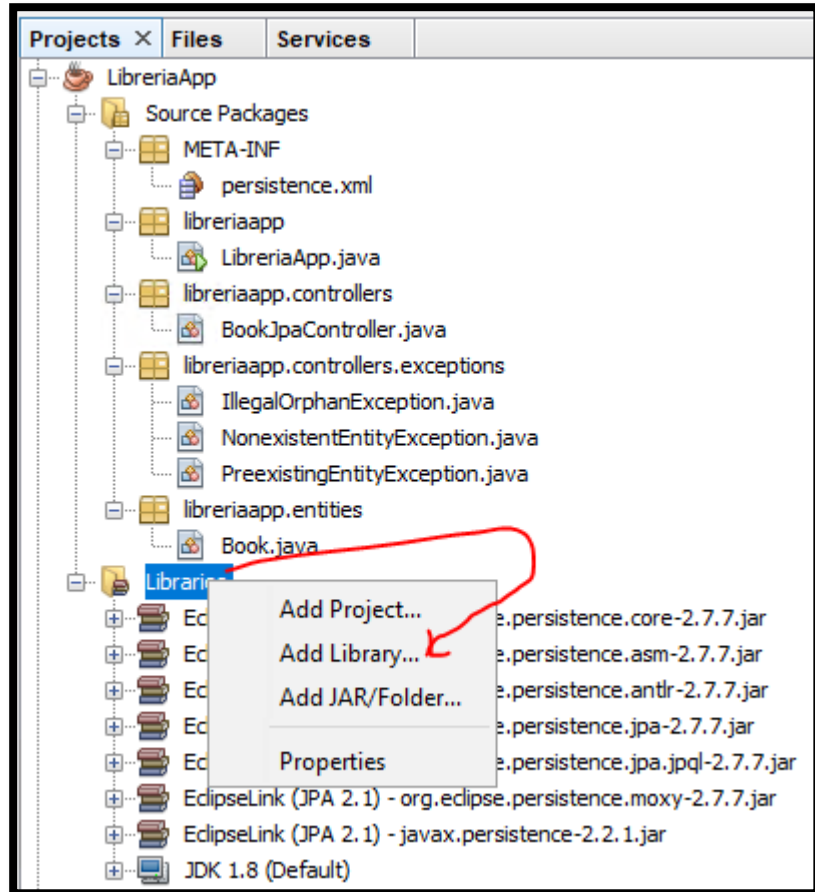 Projects × Files Services
LibreriaApp
Source Packages
META-INF
persistence.xml
libreriaapp
LibreriaApp.java
libreriaapp.controllers
BookJpaController.java
libreriaapp.controllers.exceptions
IllegalOrphanException.java
NonexistentEntityException.java
PreexistingEntityException.java
libreriaapp.entities
Book.java
Libraries
Add Project...
Add Library...
Add JAR/Folder...
Properties
e.persistence.core-2.7.7.jar
e.persistence.asm-2.7.7.jar
e.persistence.antlr-2.7.7.jar
e.persistence.jpa-2.7.7.jar
e.persistence.jpa.jpql-2.7.7.jar
EclipseLink (JPA 2.1) - org.eclipse.persistence.moxy-2.7.7.jar
EclipseLink (JPA 2.1) - javax.persistence-2.2.1.jar
JDK 1.8 (Default)